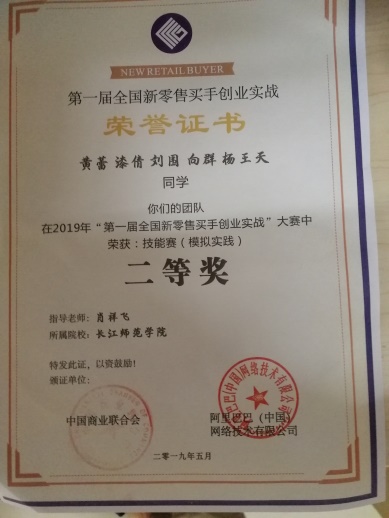 NEW RETAIL BUYER
第一届全国新零售买手创业实战
荣誉证书
黄蕾 漆倩 刘围 向群 杨王天
同学
你们的团队
在2019年“第一届全国新零售买手创业实战”大赛中
荣获：技能赛（模拟实践）
二等奖
指导老师：肖祥飞
所属院校：长江师范学院
特发此证，以资鼓励！
颁证单位：
中国商业联合会
阿里巴巴（中国）
网络技术有限公司
二零一九年五月